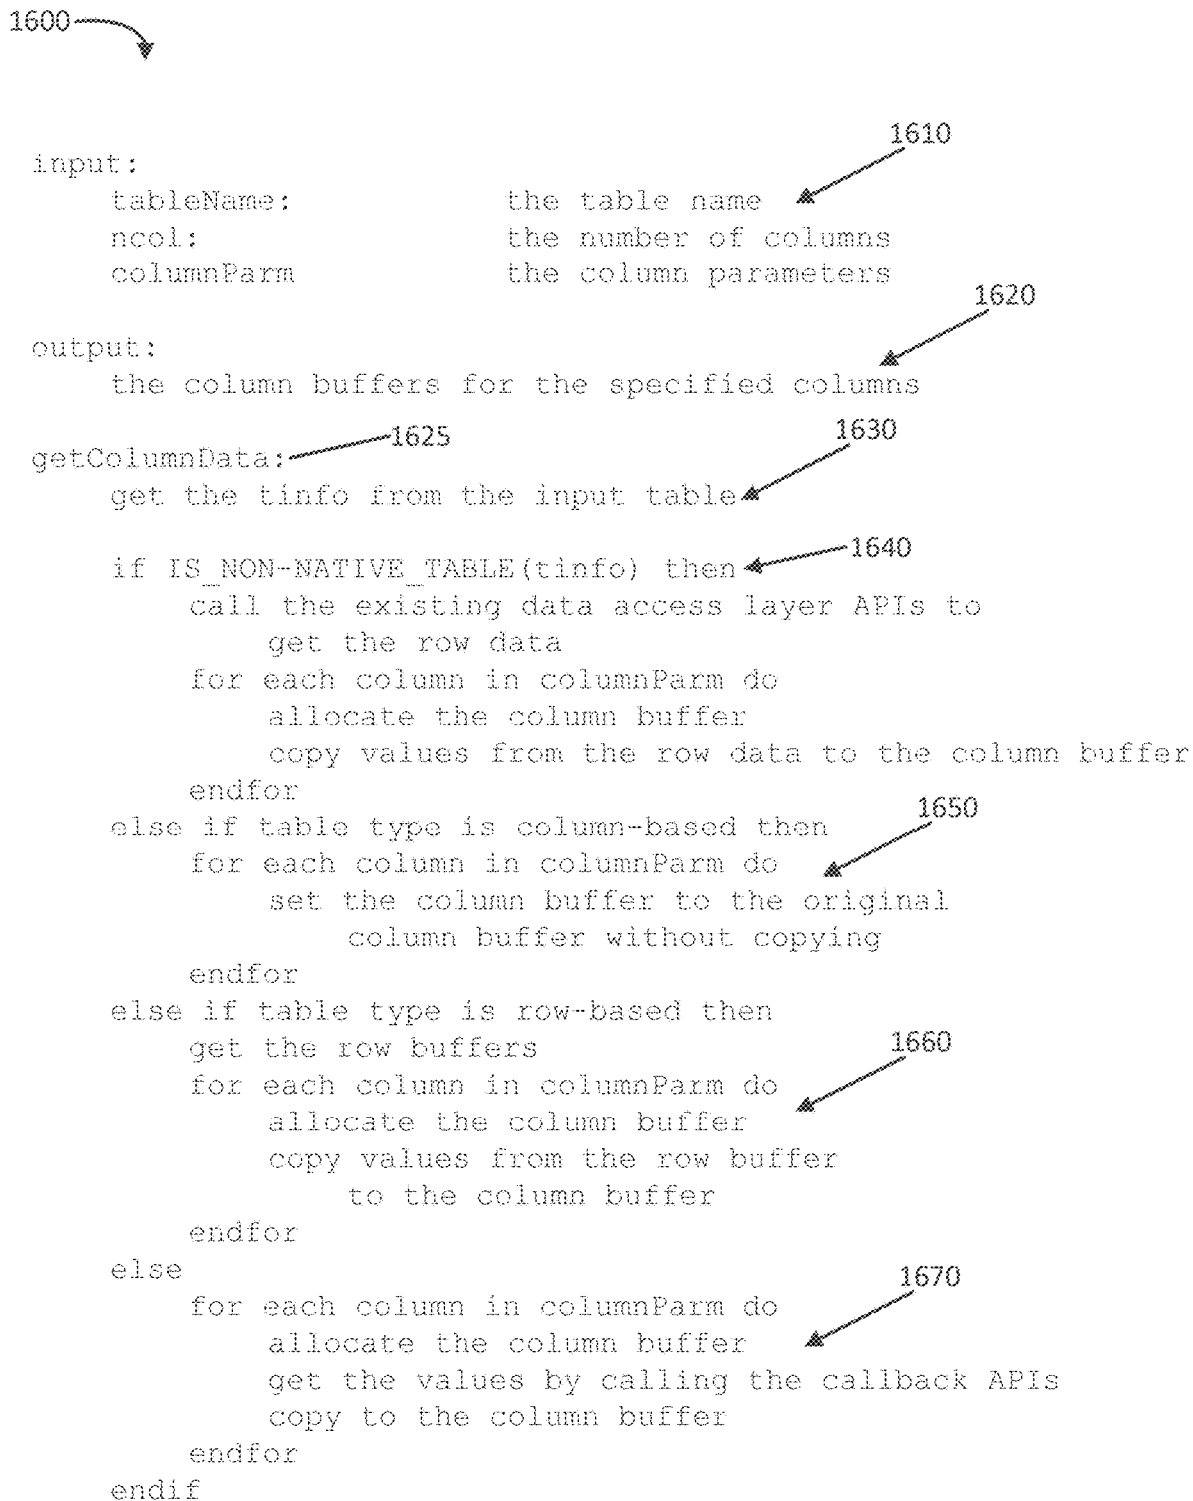 1600
1610
input:
tableName: the table name
ncol: the number of columns
columnParm the column parameters
1620
output:
the column buffers for the specified columns
1625
1630
getColumnData:
get the tinfo from the input table
1640
if IS_NON-NATIVE_TABLE(tinfo) then
call the existing data access layer APIs to
get the row data
for each column in columnParm do
allocate the column buffer
copy values from the row data to the column buffer
endfor
1650
else if table type is column-based then
for each column in columnParm do
set the column buffer to the original
column buffer without copying
endfor
else if table type is row-based then
1660
get the row buffers
for each column in columnParm do
allocate the column buffer
copy values from the row buffer
to the column buffer
endfor
else
1670
for each column in columnParm do
allocate the column buffer
get the values by calling the callback APIs
copy to the column buffer
endfor
endif